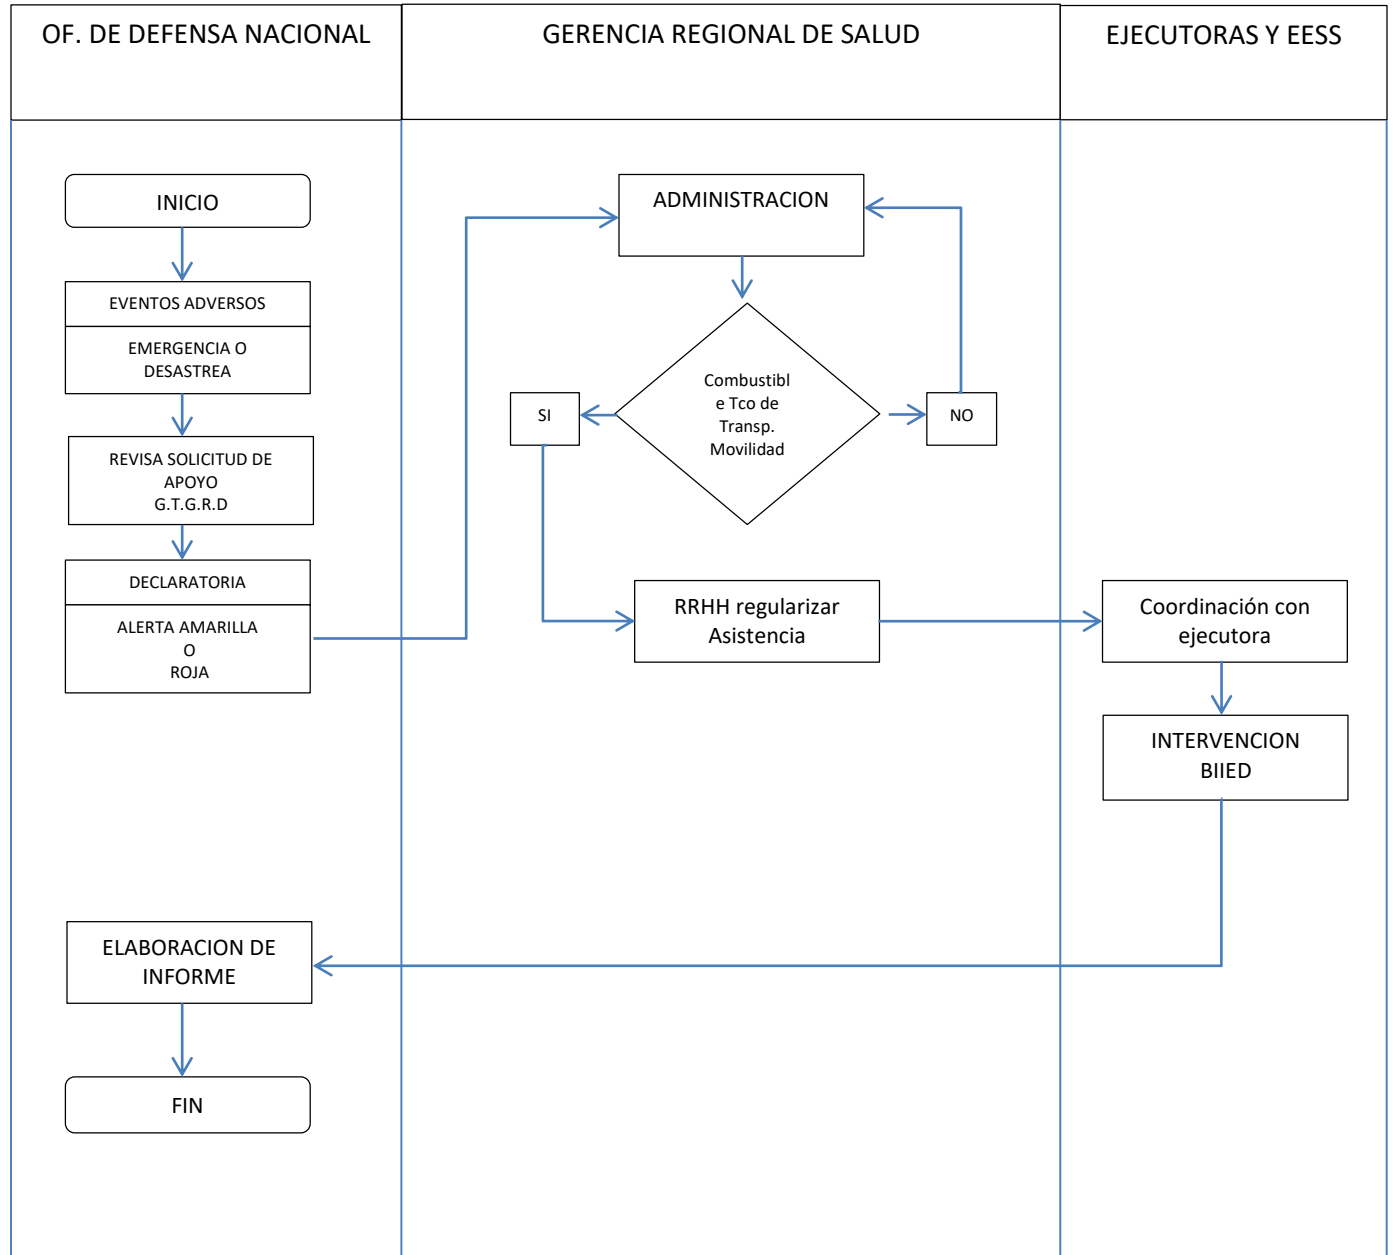 OF. DE DEFENSA NACIONAL
GERENCIA REGIONAL DE SALUD
EJECUTORAS Y EESS
INICIO
EVENTOS ADVERSOS
EMERGENCIA O
DESASTREA
REVISA SOLICITUD DE
APOYO
G.T.G.R.D
DECLARATORIA
ALERTA AMARILLA
O
ROJA
ADMINISTRACION
Combustibl
e Tco de
Transp.
Movilidad
SI
NO
RRHH regularizar
Asistencia
Coordinación con
ejecutora
INTERVENCION
BIIED
ELABORACION DE
INFORME
FIN